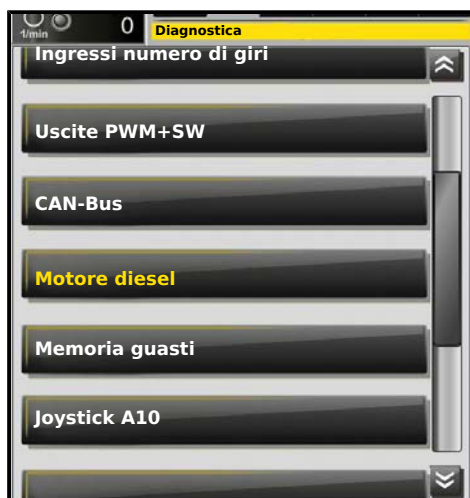 1/min
0
Diagnostica
Ingressi numero di giri
Uscite PWM+SW
CAN-Bus
Motore diesel
Memoria guasti
Joystick A10